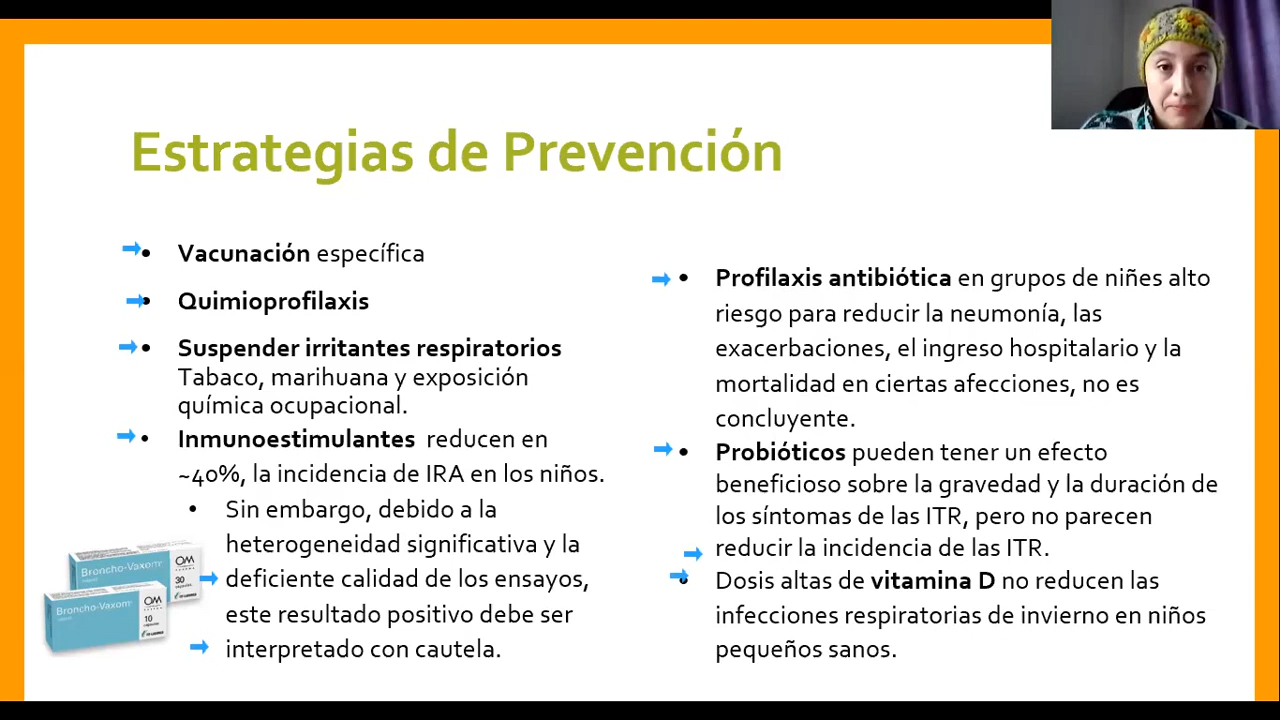 Estrategias de Prevención
• Vacunación específica
• Quimioprofilaxis
• Suspender irritantes respiratorios
Tabaco, marihuana y exposición
química ocupacional.
• Inmunoestimulantes reducen en
~40%, la incidencia de IRA en los niños.
• Sin embargo, debido a la
heterogeneidad significativa y la
deficiente calidad de los ensayos,
este resultado positivo debe ser
interpretado con cautela.
Broncho-Vaxom
OM
30
Broncho-Vaxom
OM
10
• Profilaxis antibiótica en grupos de niñes alto
riesgo para reducir la neumonía, las
exacerbaciones, el ingreso hospitalario y la
mortalidad en ciertas afecciones, no es
concluyente.
• Probióticos pueden tener un efecto
beneficioso sobre la gravedad y la duración de
los síntomas de las ITR, pero no parecen
reducir la incidencia de las ITR.
• Dosis altas de vitamina D no reducen las
infecciones respiratorias de invierno en niños
pequeños sanos.